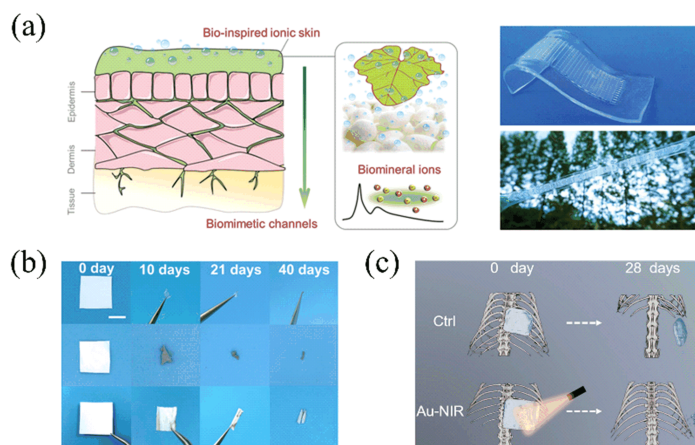 (a)
Bio-inspired ionic skin
Epidermis
Dermis
Tissue
Biomimetic channels
Biomineral ions
(b)
0 day
10 days
21 days
40 days
(c)
0 day
28 days
Ctrl
Au-NIR